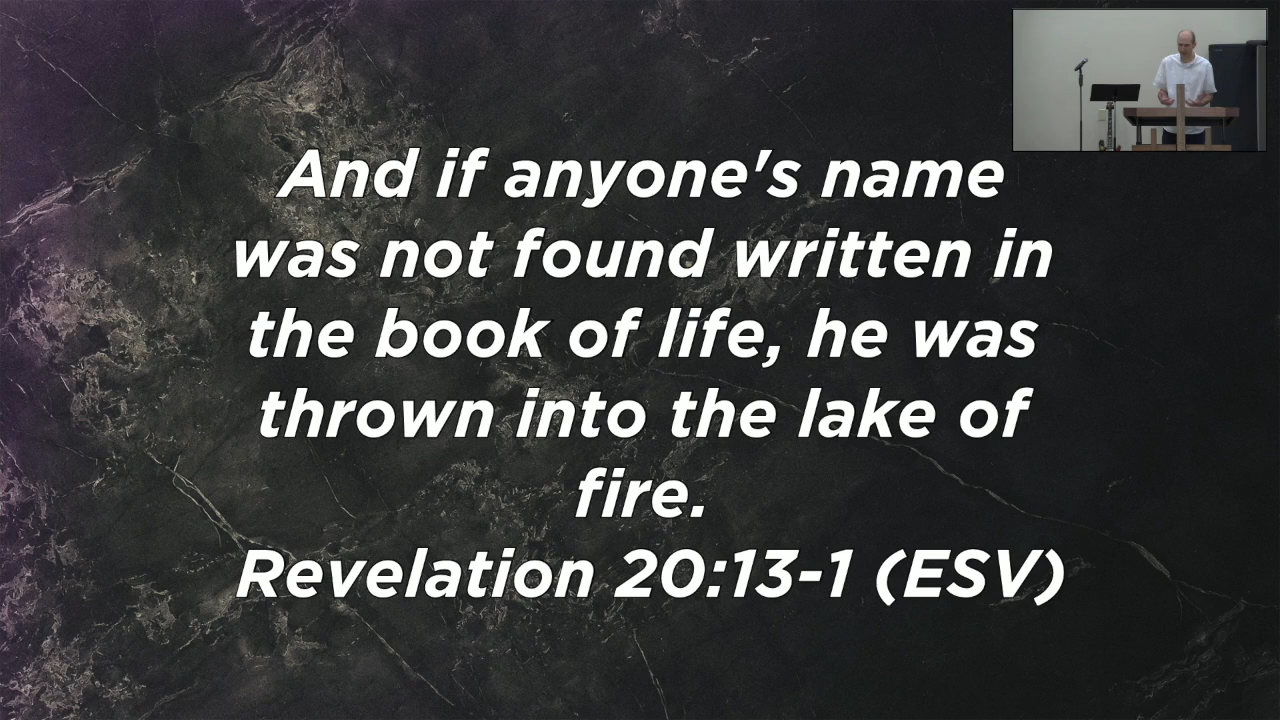 And if anyone's name
was not found written in
the book of life, he was
thrown into the lake of
fire.
Revelation 20:13-1 (ESV)